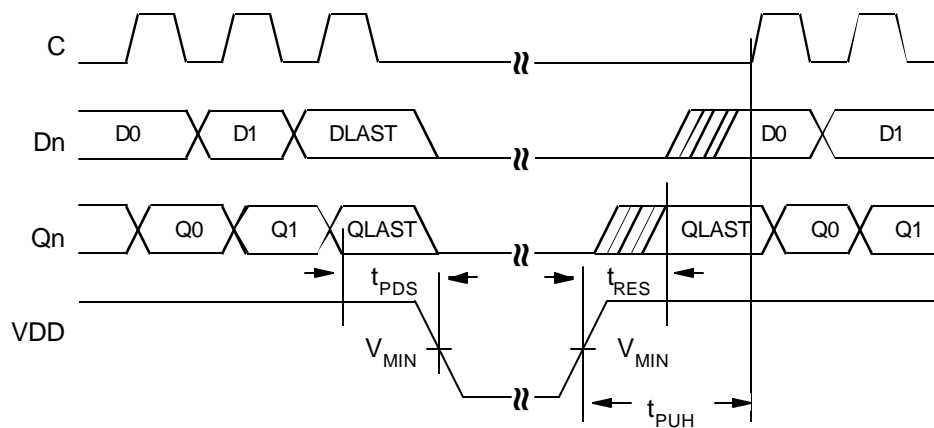 C
Dn D0 D1 DLAST D0 D1
Qn Q0 Q1 QLAST QLAST Q0 Q1
tPDS tRES
VDD
VMIN VMIN
tPUH